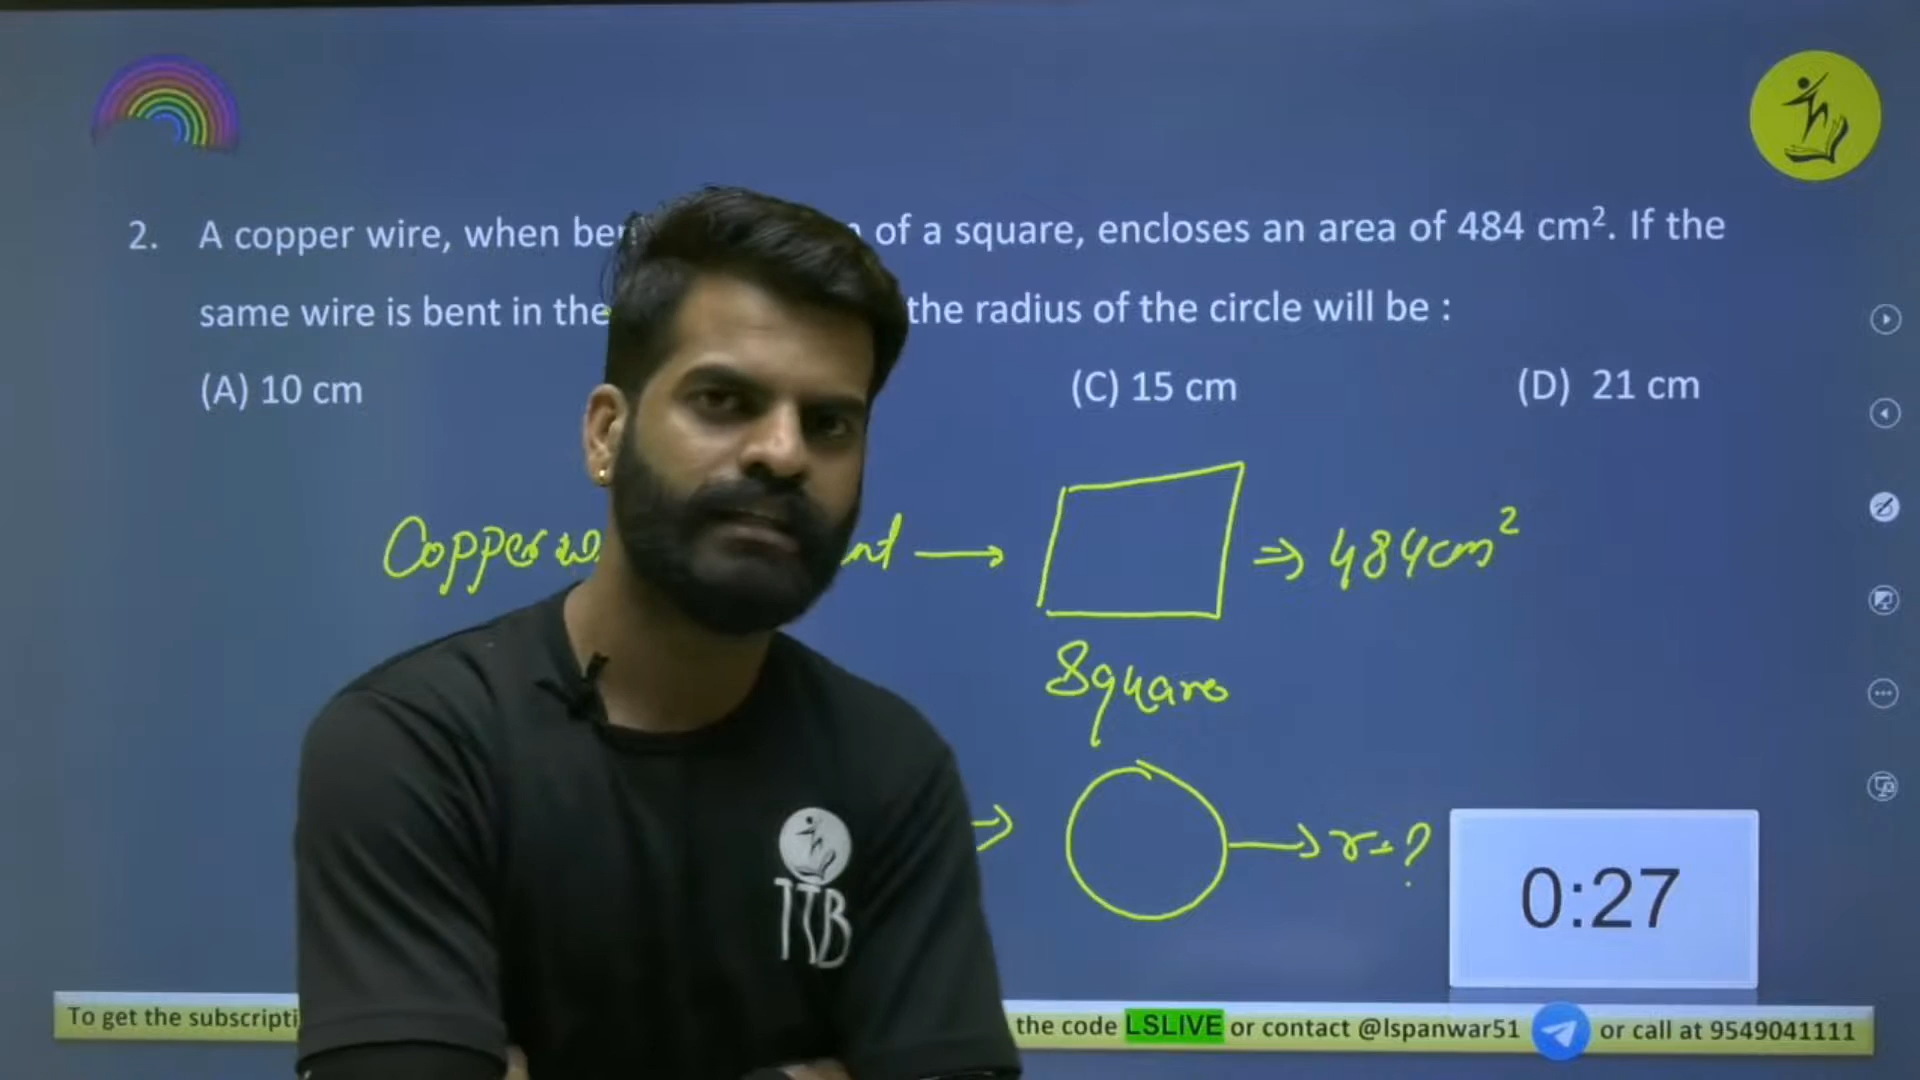 2. A copper wire, when of a square, encloses an area of 484 cm². If the
same wire is bent in the the radius of the circle will be :
(A) 10 cm (C) 15 cm (D) 21 cm
Copper → ⇒ 484cm²
Square
→ → r=?
0:27
ITB
To get the the code LSLIVE or contact @lspanwar51 or call at 9549041111